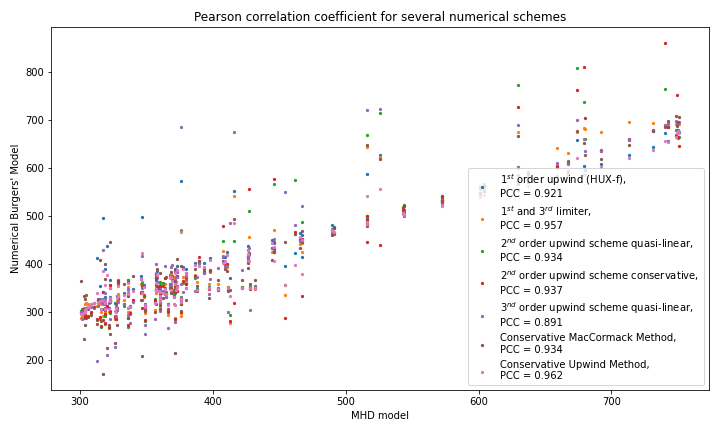 Pearson correlation coefficient for several numerical schemes
Numerical Burgers' Model
800
700
600
500
400
300
200
1st order upwind (HUX-f),
PCC = 0.921
1st and 3rd limiter,
PCC = 0.957
2nd order upwind scheme quasi-linear,
PCC = 0.934
2nd order upwind scheme conservative,
PCC = 0.937
3rd order upwind scheme quasi-linear,
PCC = 0.891
Conservative MacCormack Method,
PCC = 0.934
Conservative Upwind Method,
PCC = 0.962
300 400 500 600 700
MHD model